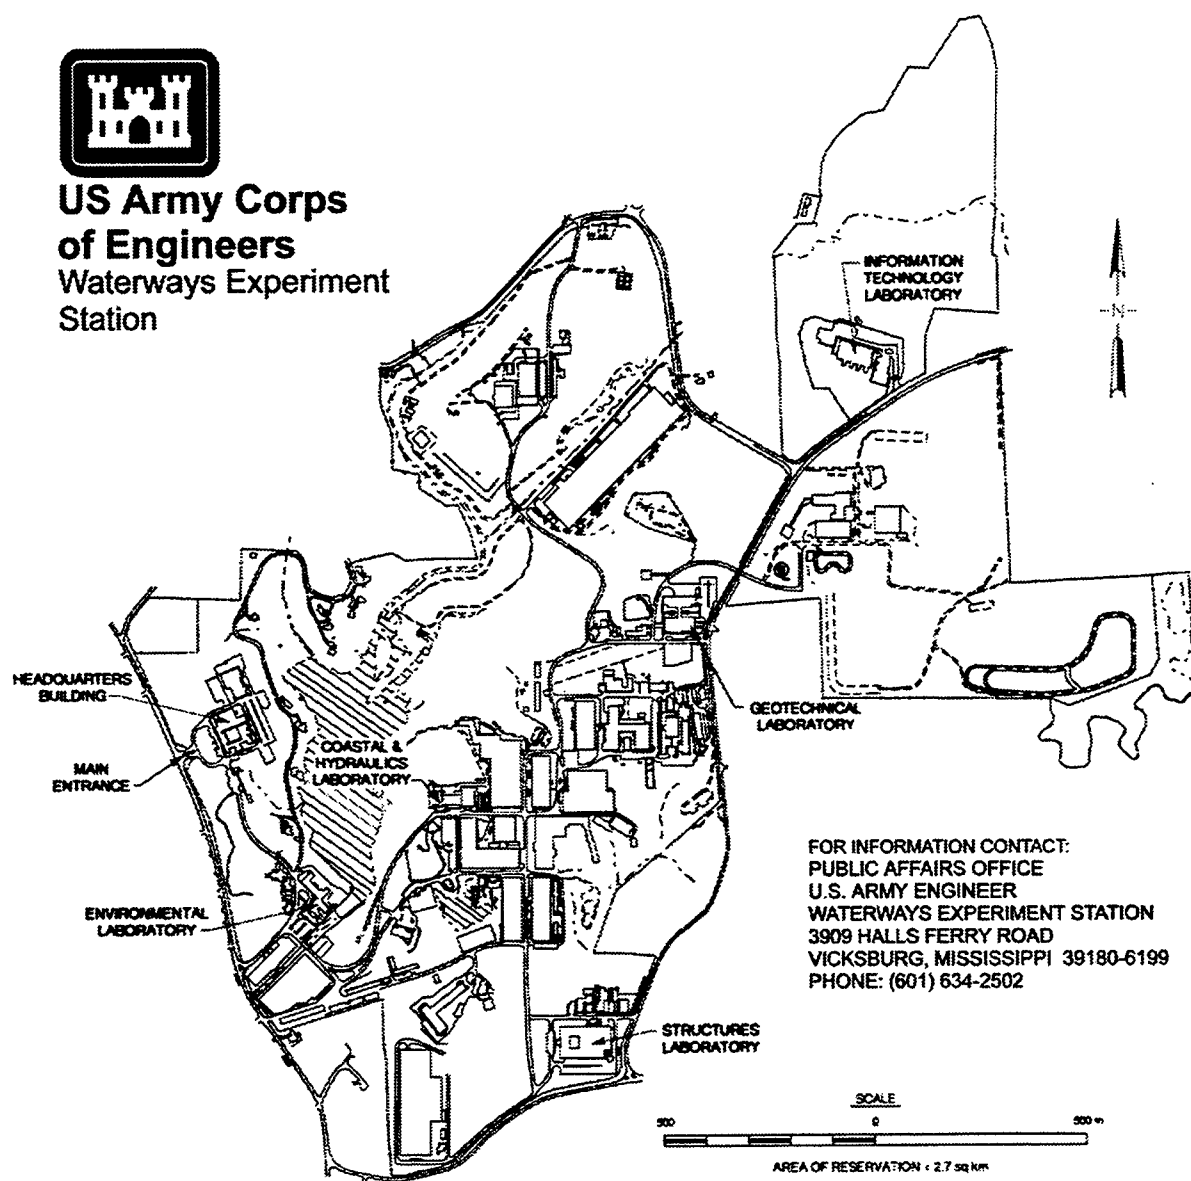 US Army Corps
of Engineers
Waterways Experiment
Station
INFORMATION
TECHNOLOGY
LABORATORY
N
HEADQUARTERS
BUILDING
MAIN
ENTRANCE
COASTAL &
HYDRAULICS
LABORATORY
GEOTECHNICAL
LABORATORY
ENVIRONMENTAL
LABORATORY
STRUCTURES
LABORATORY
FOR INFORMATION CONTACT:
PUBLIC AFFAIRS OFFICE
U.S. ARMY ENGINEER
WATERWAYS EXPERIMENT STATION
3909 HALLS FERRY ROAD
VICKSBURG, MISSISSIPPI 39180-6199
PHONE: (601) 634-2502
SCALE
500 0 500 m
AREA OF RESERVATION = 2.7 sq km